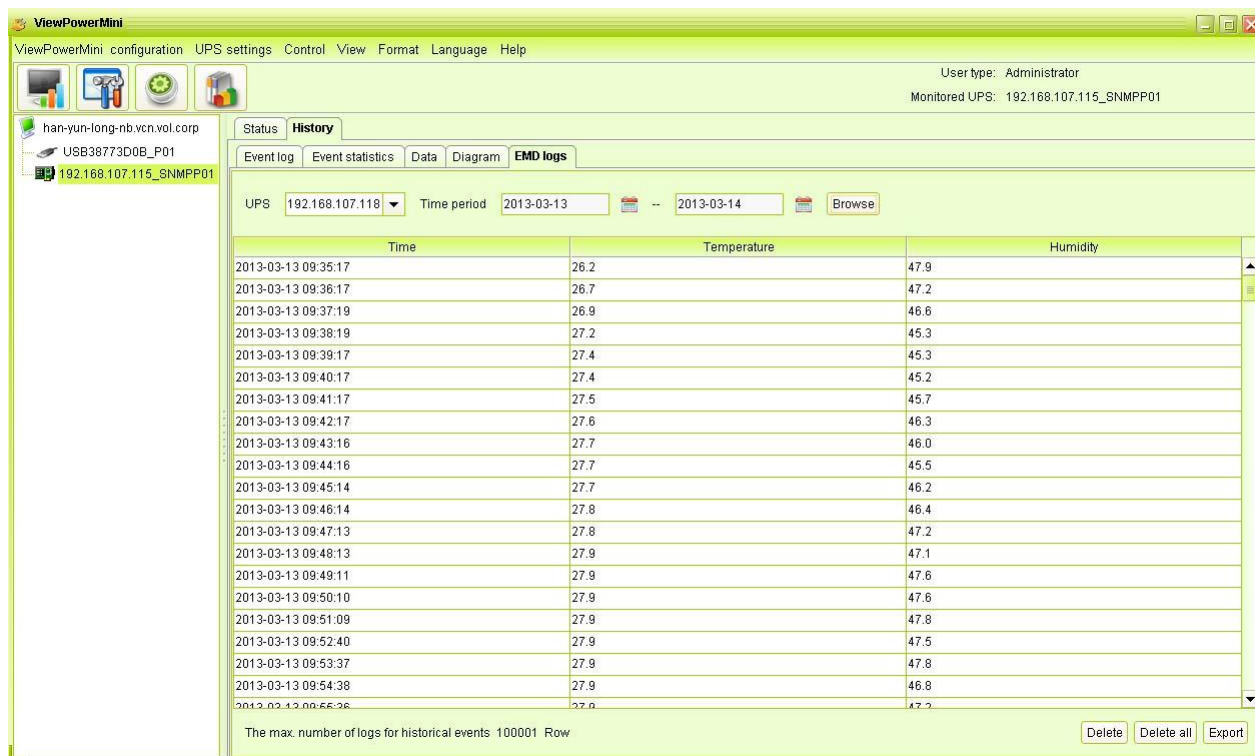 ViewPowerMini
ViewPowerMini configuration UPS settings Control View Format Language Help
User type: Administrator
Monitored UPS: 192.168.107.115_SNMPP01
han-yun-long-nb.vcn.vol.corp
USB38773D0B_P01
192.168.107.115_SNMPP01
Status History
Event log Event statistics Data Diagram EMD logs
UPS 192.168.107.118 Time period 2013-03-13 -- 2013-03-14 Browse
Time Temperature Humidity
2013-03-13 09:35:17 26.2 47.9
2013-03-13 09:36:17 26.7 47.2
2013-03-13 09:37:19 26.9 46.6
2013-03-13 09:38:19 27.2 45.3
2013-03-13 09:39:17 27.4 45.3
2013-03-13 09:40:17 27.4 45.2
2013-03-13 09:41:17 27.5 45.7
2013-03-13 09:42:17 27.6 46.3
2013-03-13 09:43:16 27.7 46.0
2013-03-13 09:44:16 27.7 45.5
2013-03-13 09:45:14 27.7 46.2
2013-03-13 09:46:14 27.8 46.4
2013-03-13 09:47:13 27.8 47.2
2013-03-13 09:48:13 27.9 47.1
2013-03-13 09:49:11 27.9 47.6
2013-03-13 09:50:10 27.9 47.6
2013-03-13 09:51:09 27.9 47.8
2013-03-13 09:52:40 27.9 47.5
2013-03-13 09:53:37 27.9 47.8
2013-03-13 09:54:38 27.9 46.8
The max. number of logs for historical events 100001 Row
Delete Delete all Export